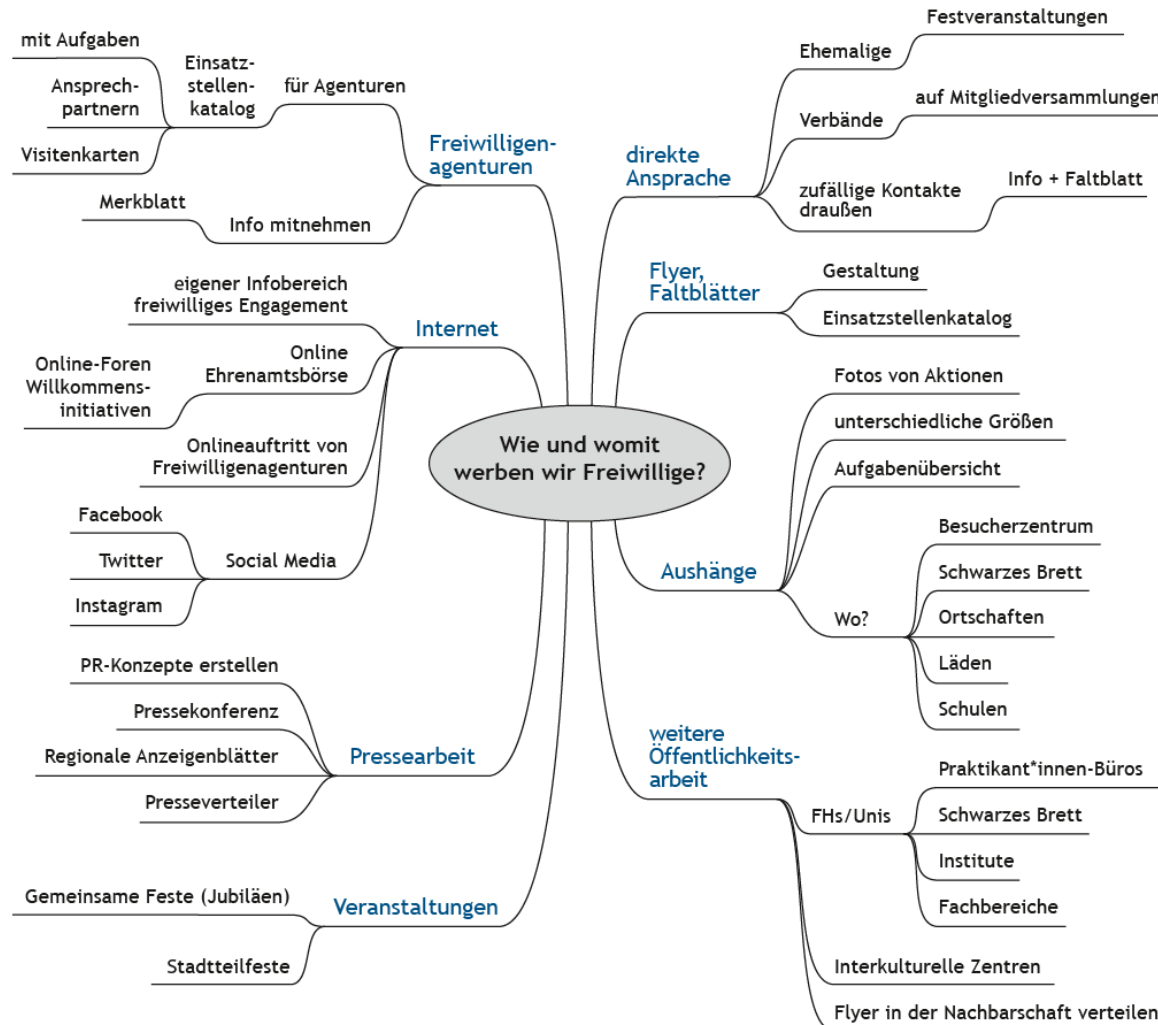 Wie und womit
werben wir Freiwillige?
Freiwilligen-
agenturen
für Agenturen
Einsatz-
stellen-
katalog
mit Aufgaben
Ansprech-
partnern
Visitenkarten
Info mitnehmen
Merkblatt
Internet
eigener Infobereich
freiwilliges Engagement
Online
Ehrenamtsbörse
Online-Foren
Willkommens-
initiativen
Onlineauftritt von
Freiwilligenagenturen
Social Media
Facebook
Twitter
Instagram
Pressearbeit
PR-Konzepte erstellen
Pressekonferenz
Regionale Anzeigenblätter
Presseverteiler
Veranstaltungen
Gemeinsame Feste (Jubiläen)
Stadtteilfeste
direkte
Ansprache
Ehemalige
Festveranstaltungen
Verbände
auf Mitgliedversammlungen
zufällige Kontakte
draußen
Info + Faltblatt
Flyer,
Faltblätter
Gestaltung
Einsatzstellenkatalog
Aushänge
Fotos von Aktionen
unterschiedliche Größen
Aufgabenübersicht
Wo?
Besucherzentrum
Schwarzes Brett
Ortschaften
Läden
Schulen
weitere
Öffentlichkeits-
arbeit
FHs/Unis
Praktikant*innen-Büros
Schwarzes Brett
Institute
Fachbereiche
Interkulturelle Zentren
Flyer in der Nachbarschaft verteilen